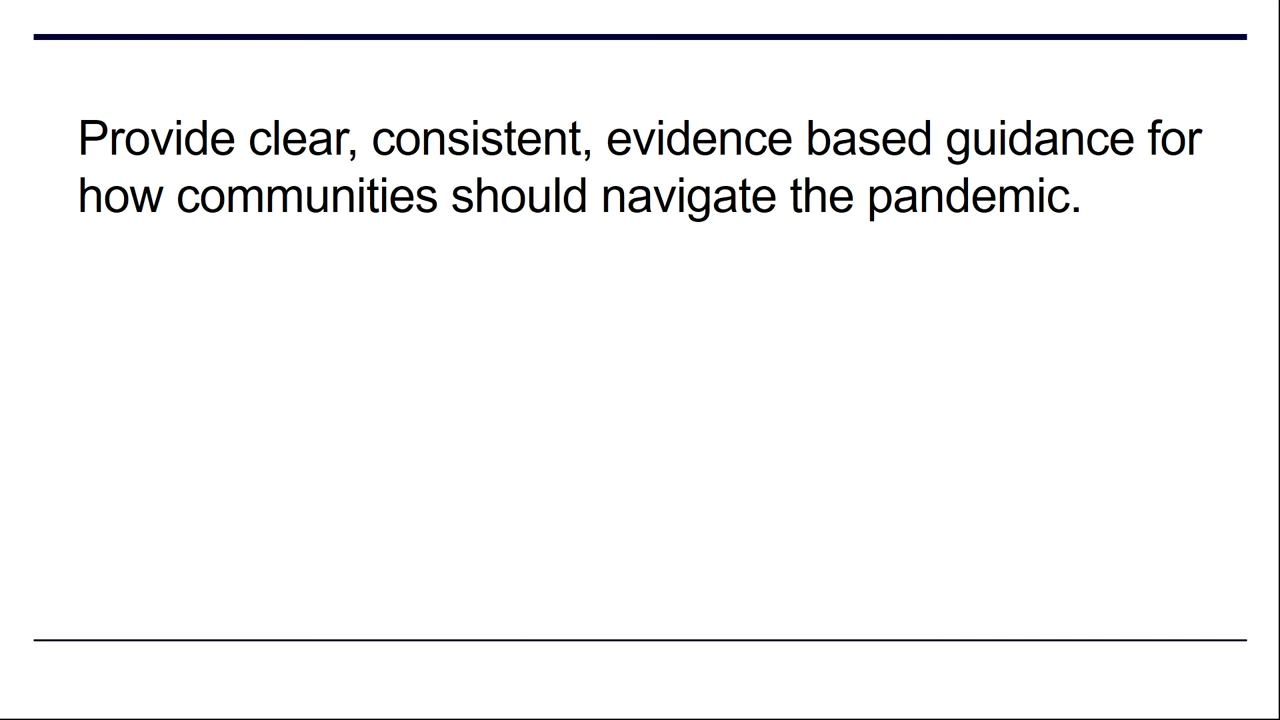 Provide clear, consistent, evidence based guidance for
how communities should navigate the pandemic.